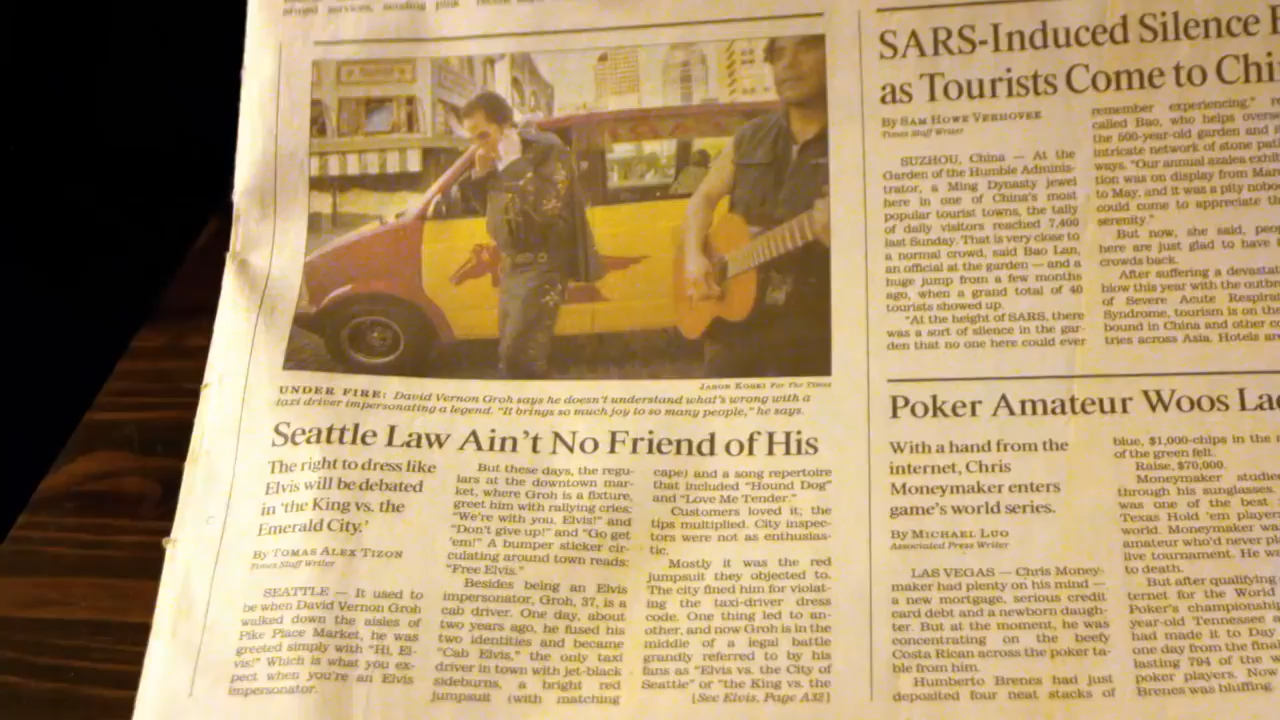 JASON KOSKI For The Times
UNDER FIRE: David Vernon Groh says he doesn't understand what's wrong with a
taxi driver impersonating a legend. "It brings so much joy to so many people," he says.
Seattle Law Ain't No Friend of His
The right to dress like
Elvis will be debated
in 'the King vs. the
Emerald City.'
By TOMAS ALEX TIZON
Times Staff Writer
SEATTLE — It used to
be when David Vernon Groh
walked down the aisles of
Pike Place Market, he was
greeted simply with "Hi, El-
vis!" Which is what you ex-
pect when you're an Elvis
impersonator.
But these days, the regu-
lars at the downtown mar-
ket, where Groh is a fixture,
greet him with rallying cries:
"We're with you, Elvis!" and
"Don't give up!" and "Go get
'em!" A bumper sticker cir-
culating around town reads:
"Free Elvis."
Besides being an Elvis
impersonator, Groh, 37, is a
cab driver. One day, about
two years ago, he fused his
two identities and became
"Cab Elvis," the only taxi
driver in town with jet-black
sideburns, a bright red
jumpsuit (with matching
cape) and a song repertoire
that included "Hound Dog"
and "Love Me Tender."
Customers loved it; the
tips multiplied. City inspec-
tors were not as enthusias-
tic.
Mostly it was the red
jumpsuit they objected to.
The city fined him for violat-
ing the taxi-driver dress
code. One thing led to an-
other, and now Groh is in the
middle of a legal battle
grandly referred to by his
fans as "Elvis vs. the City of
Seattle" or "the King vs. the
[See Elvis, Page A32]
SARS-Induced Silence
as Tourists Come to Chi
By SAM HOWE VERHOVEK
Times Staff Writer
SUZHOU, China — At the
Garden of the Humble Adminis-
trator, a Ming Dynasty jewel
here in one of China's most
popular tourist towns, the tally
of daily visitors reached 7,400
last Sunday. That is very close to
a normal crowd, said Bao Lan,
an official at the garden — and a
huge jump from a few months
ago, when a grand total of 40
tourists showed up.
"At the height of SARS, there
was a sort of silence in the gar-
den that no one here could ever
remember experiencing," r
called Bao, who helps overse
the 500-year-old garden and
intricate network of stone pat
ways. "Our annual azalea exhib
tion was on display from Mar
to May, and it was a pity nobo
could come to appreciate th
serenity."
But now, she said, peop
here are just glad to have
crowds back.
After suffering a devastat
blow this year with the outbr
of Severe Acute Respira
Syndrome, tourism is on the
bound in China and other c
tries across Asia. Hotels are
Poker Amateur Woos La
With a hand from the
internet, Chris
Moneymaker enters
game's world series.
By MICHAEL LUO
Associated Press Writer
LAS VEGAS — Chris Money-
maker had plenty on his mind —
a new mortgage, serious credit
card debt and a newborn daugh-
ter. But at the moment, he was
concentrating on the beefy
Costa Rican across the poker ta-
ble from him.
Humberto Brenes had just
deposited four neat stacks of
blue, $1,000-chips in the
of the green felt.
Raise, $70,000.
Moneymaker studie
through his sunglasses.
was one of the best
Texas Hold 'em player
world. Moneymaker wa
amateur who'd never pl
live tournament. He wa
to death.
But after qualifying
ternet for the World
Poker's championshi
year-old Tennessee a
had made it to Day
one day from the final
lasting 794 of the w
poker players. Now
Brenes was bluffing.